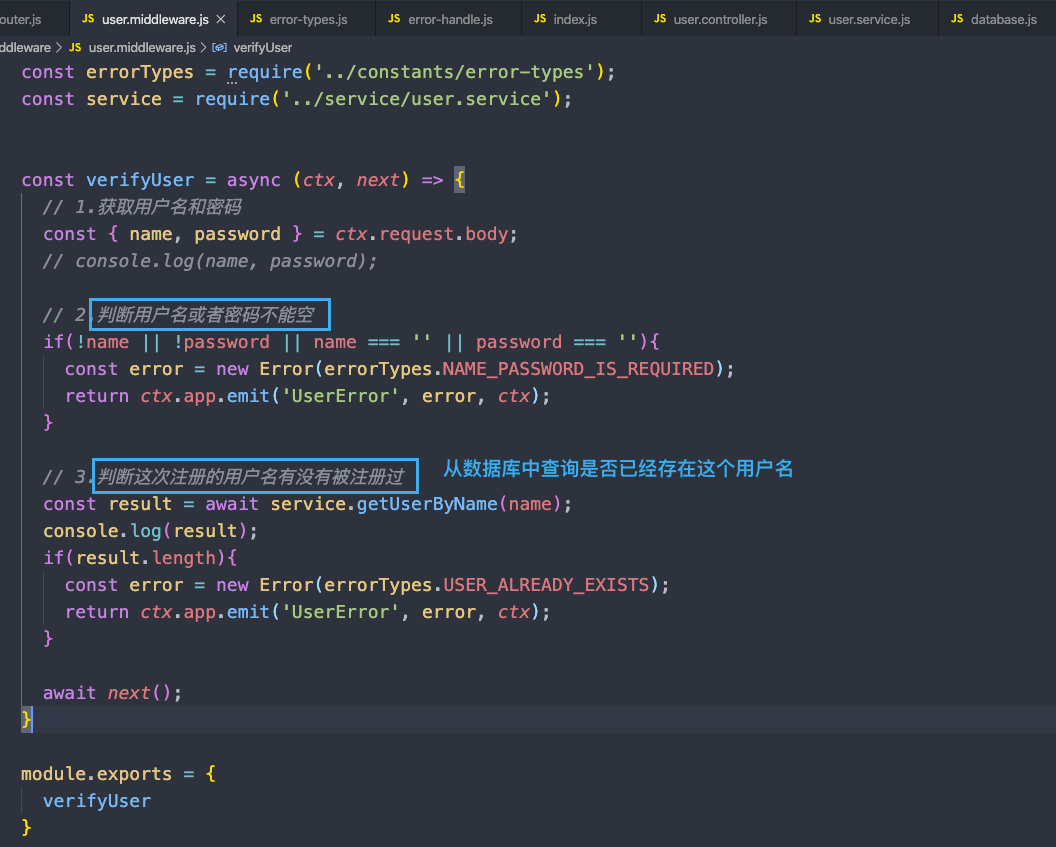 outer.js JS user.middleware.js × JS error-types.js JS error-handle.js JS index.js JS user.controller.js JS user.service.js JS database.js
ddleware > JS user.middleware.js > verifyUser
const errorTypes = require('../constants/error-types');
const service = require('../service/user.service');
const verifyUser = async (ctx, next) => {
// 1.获取用户名和密码
const { name, password } = ctx.request.body;
// console.log(name, password);
// 2.判断用户名或者密码不能空
if(!name || !password || name === '' || password === ''){
const error = new Error(errorTypes.NAME_PASSWORD_IS_REQUIRED);
return ctx.app.emit('UserError', error, ctx);
}
// 3.判断这次注册的用户名有没有被注册过 从数据库中查询是否已经存在这个用户名
const result = await service.getUserByName(name);
console.log(result);
if(result.length){
const error = new Error(errorTypes.USER_ALREADY_EXISTS);
return ctx.app.emit('UserError', error, ctx);
}
await next();
}
module.exports = {
verifyUser
}